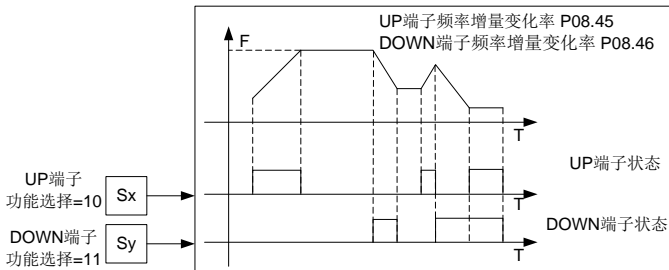 UP端子频率增量变化率 P08.45
DOWN端子频率增量变化率 P08.46
F
T
UP端子
功能选择=10
Sx
UP端子状态
T
DOWN端子
功能选择=11
Sy
DOWN端子状态
T